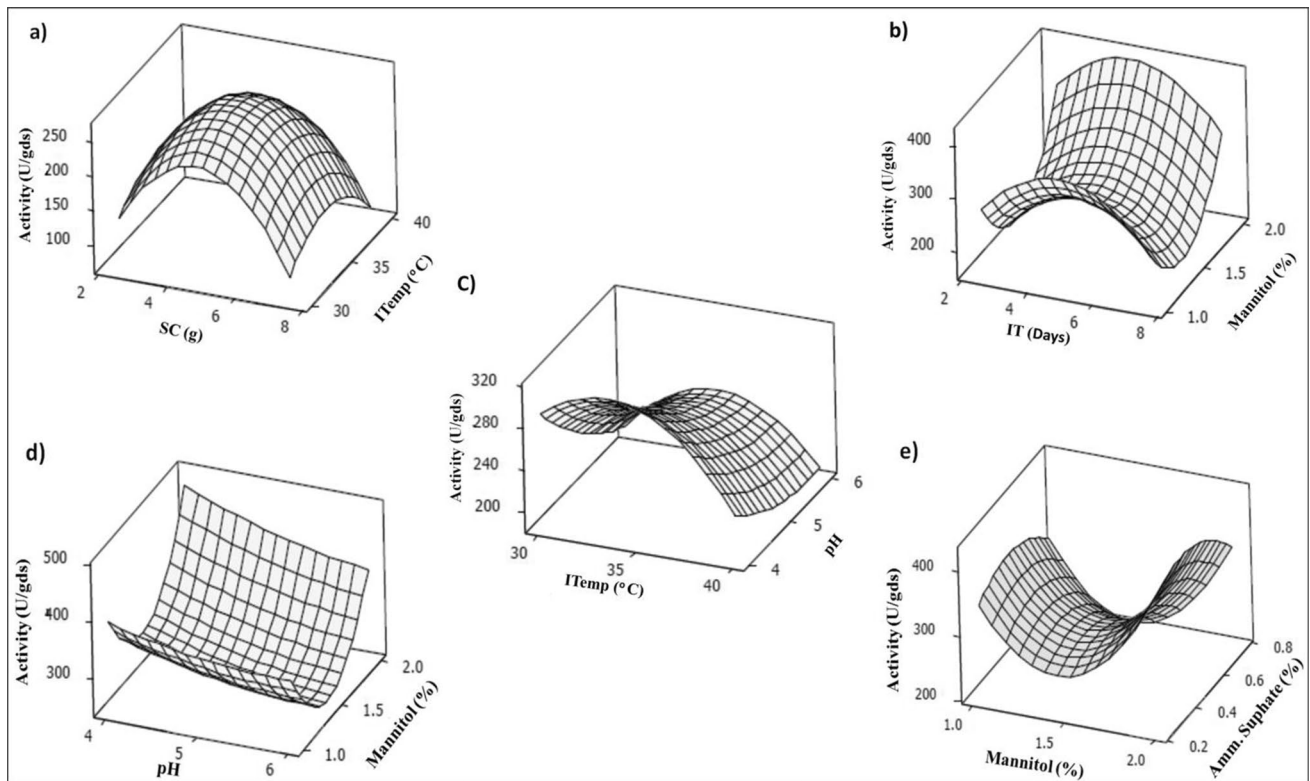 a)
Activity (U/gds)
250
200
150
100
2
4
6
8
SC (g)
30
35
40
ITemp (°C)
b)
Activity (U/gds)
400
300
200
2
4
6
8
IT (Days)
1.0
1.5
2.0
Mannitol (%)
C)
Activity (U/gds)
320
280
240
200
30
35
40
ITemp (°C)
4
5
6
pH
d)
Activity (U/gds)
500
400
300
4
5
6
pH
1.0
1.5
2.0
Mannitol (%)
e)
Activity (U/gds)
400
300
200
1.0
1.5
2.0
Mannitol (%)
0.2
0.4
0.6
0.8
Amm. Suphate (%)